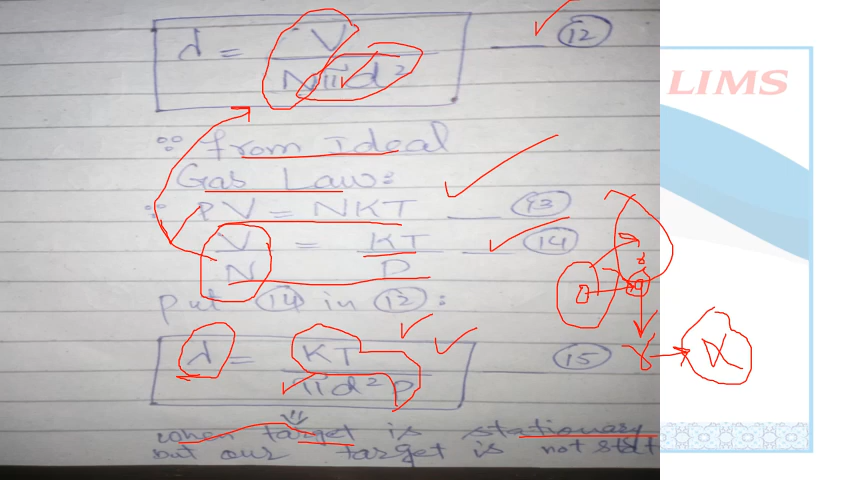 λ = V / Nπd² — (12)
LIMS
∵ from Ideal
Gas Law:
∵ PV = NKT — (13)
V / N = KT / P — (14)
put (14) in (12):
λ = KT / πd²P — (15)
when target is stationary
but our target is not stat